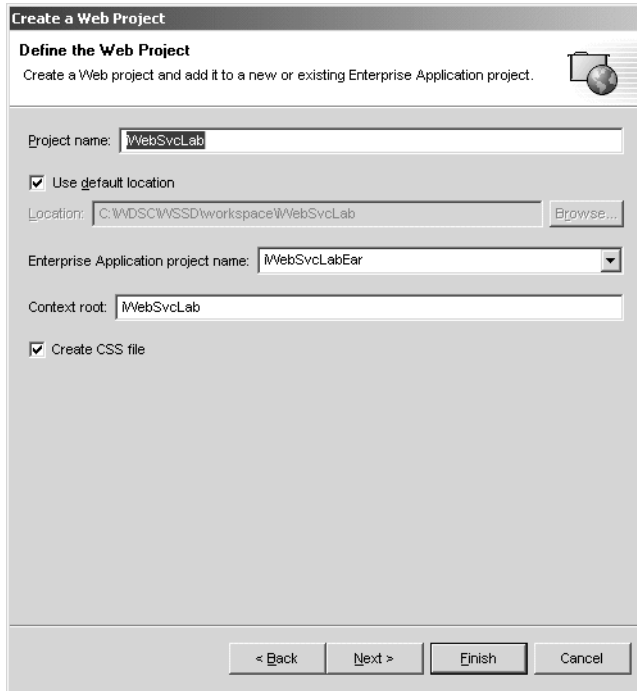 Create a Web Project
Define the Web Project
Create a Web project and add it to a new or existing Enterprise Application project.
Project name: iWebSvcLab
Use default location
Location: C:\WDSC\WSSD\workspace\iWebSvcLab Browse...
Enterprise Application project name: iWebSvcLabEar
Context root: iWebSvcLab
Create CSS file
< Back Next > Finish Cancel